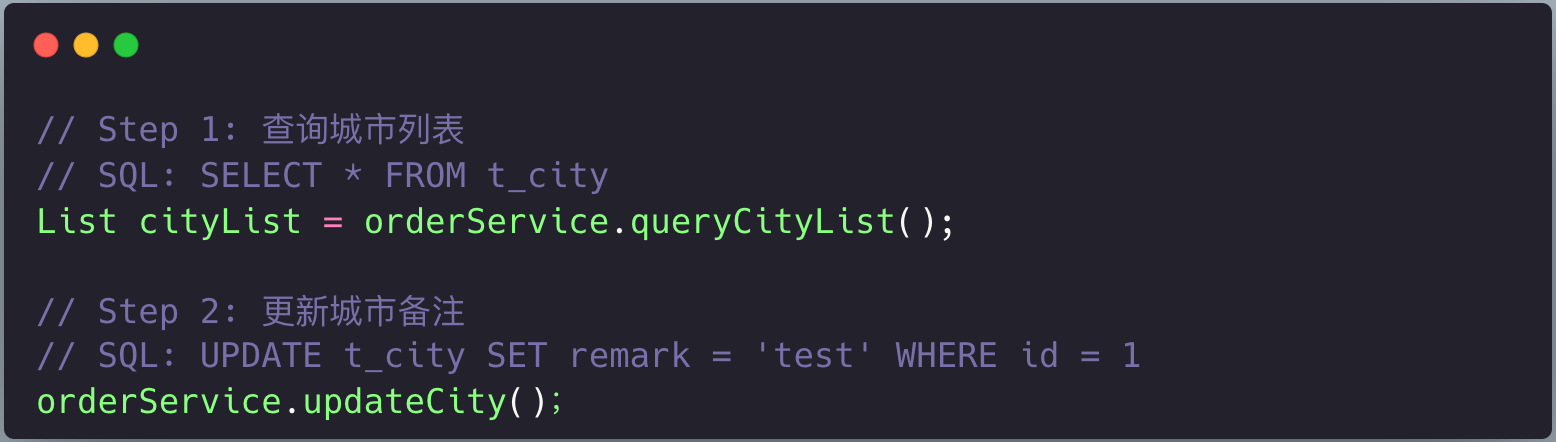 // Step 1: 查询城市列表
// SQL: SELECT * FROM t_city
List cityList = orderService.queryCityList();
// Step 2: 更新城市备注
// SQL: UPDATE t_city SET remark = 'test' WHERE id = 1
orderService.updateCity();